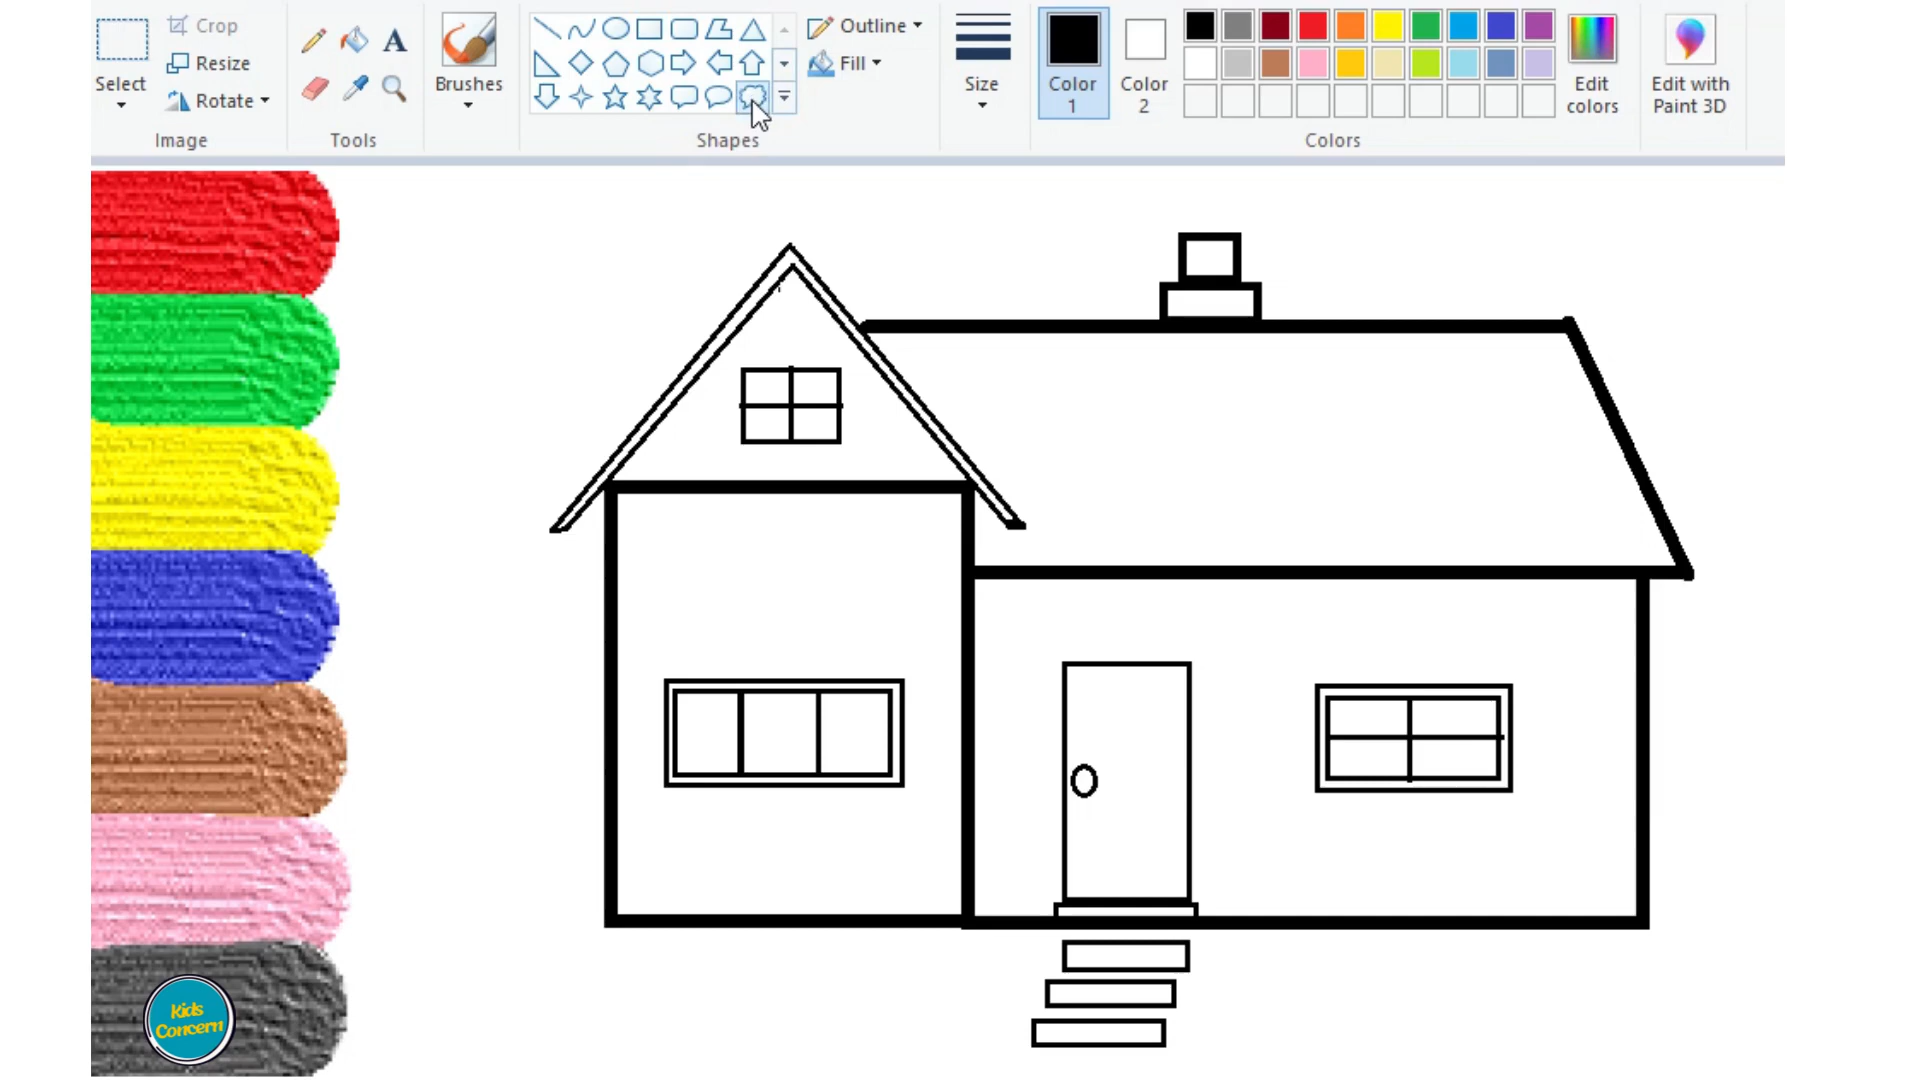 Select
Crop
Resize
Rotate
Image
A
Tools
Brushes
Shapes
Outline
Fill
Size
Color
1
Color
2
Colors
Edit
colors
Edit with
Paint 3D
Kids
Concern